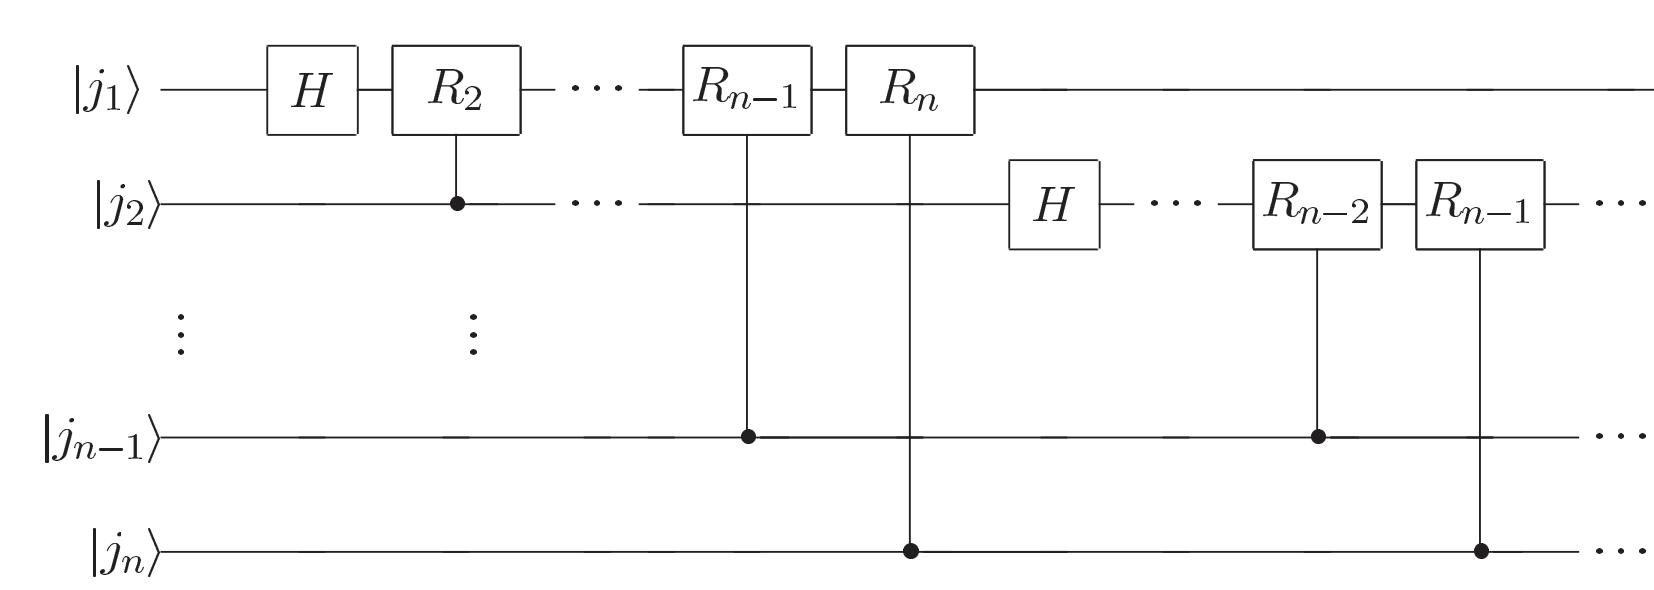 |j₁⟩ H R₂ ··· Rₙ₋₁ Rₙ
|j₂⟩ ··· H ··· Rₙ₋₂ Rₙ₋₁ ···
⋮ ⋮
|jₙ₋₁⟩ ···
|jₙ⟩ ···